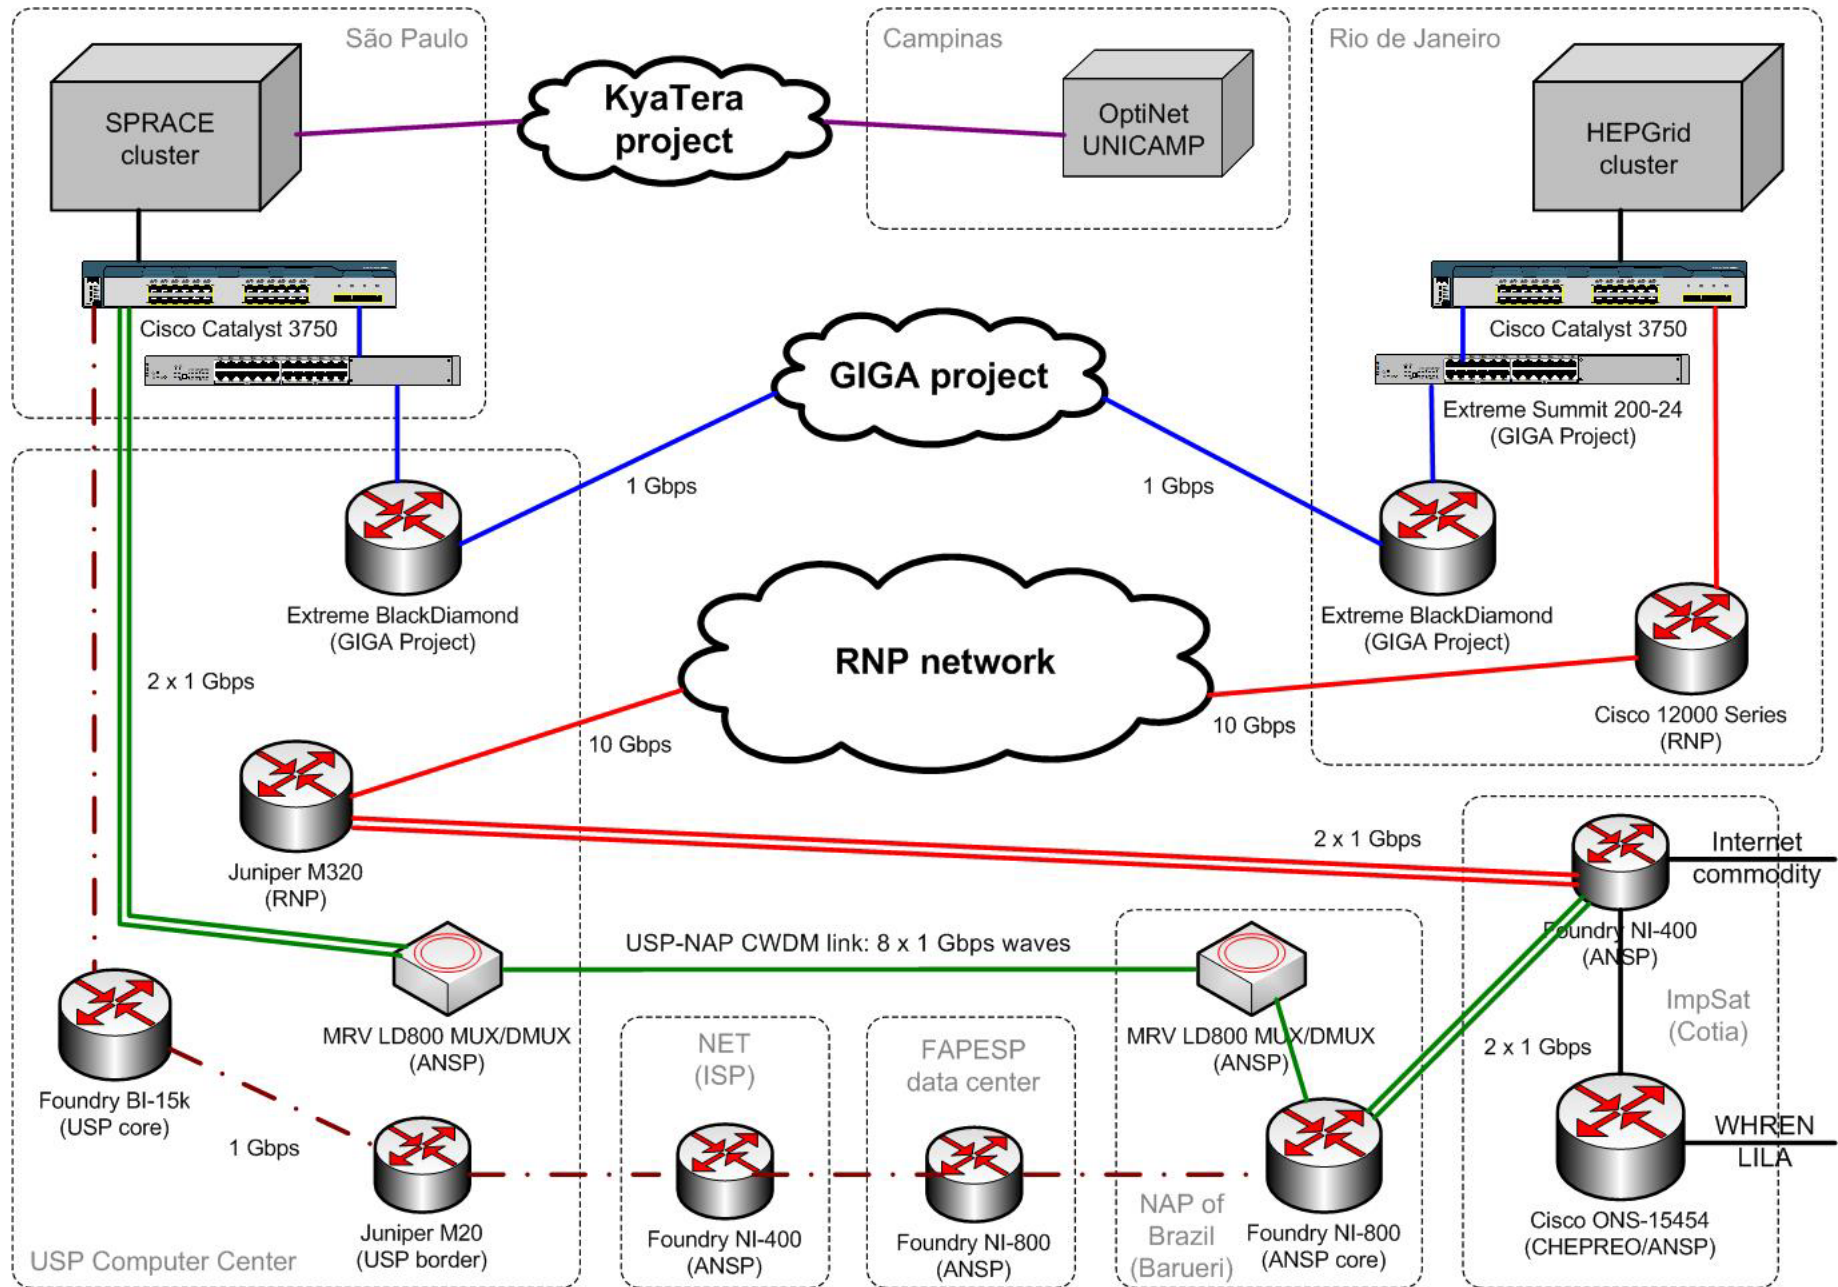 São Paulo
Campinas
Rio de Janeiro
SPRACE
cluster
KyaTera
project
OptiNet
UNICAMP
HEPGrid
cluster
Cisco Catalyst 3750
Cisco Catalyst 3750
GIGA project
Extreme Summit 200-24
(GIGA Project)
1 Gbps
1 Gbps
Extreme BlackDiamond
(GIGA Project)
Extreme BlackDiamond
(GIGA Project)
RNP network
2 x 1 Gbps
10 Gbps
10 Gbps
Cisco 12000 Series
(RNP)
Juniper M320
(RNP)
2 x 1 Gbps
Internet
commodity
USP-NAP CWDM link: 8 x 1 Gbps waves
Foundry NI-400
(ANSP)
ImpSat
(Cotia)
MRV LD800 MUX/DMUX
(ANSP)
MRV LD800 MUX/DMUX
(ANSP)
NET
(ISP)
FAPESP
data center
2 x 1 Gbps
Foundry BI-15k
(USP core)
1 Gbps
WHREN
LILA
Juniper M20
(USP border)
Foundry NI-400
(ANSP)
Foundry NI-800
(ANSP)
NAP of
Brazil
(Barueri)
Foundry NI-800
(ANSP core)
Cisco ONS-15454
(CHEPREO/ANSP)
USP Computer Center